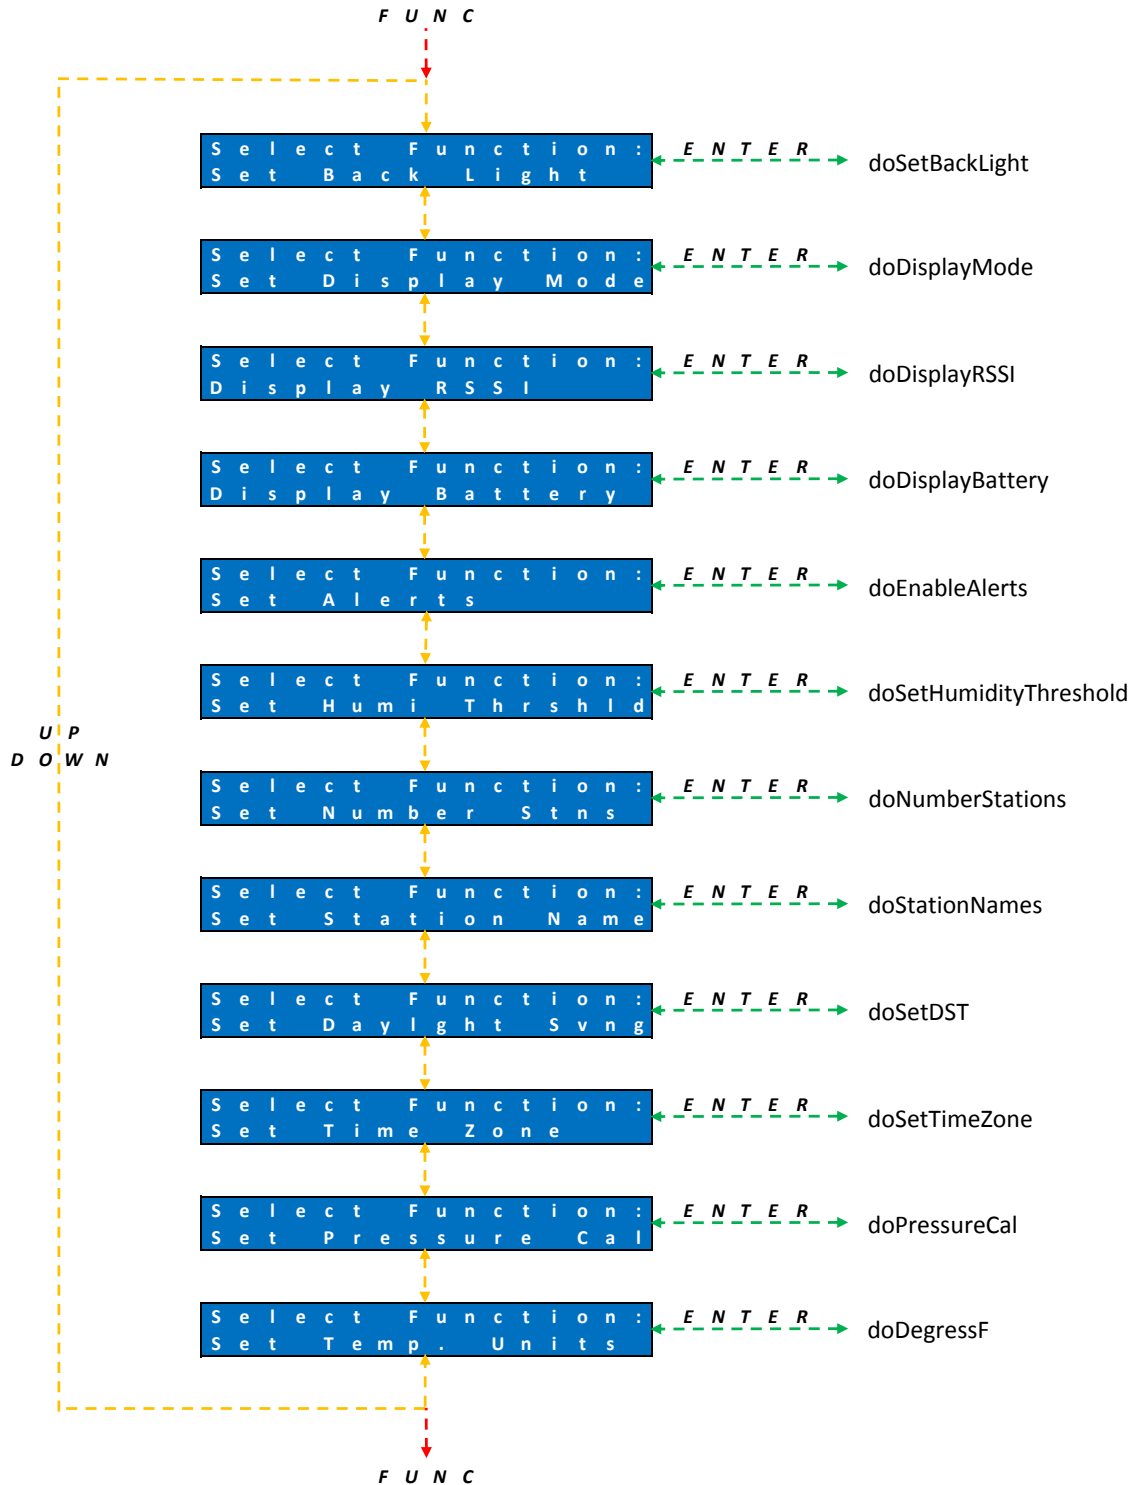 FUNC
Select Function:
Set Back Light
ENTER
doSetBackLight
Select Function:
Set Display Mode
ENTER
doDisplayMode
Select Function:
Display RSSI
ENTER
doDisplayRSSI
Select Function:
Display Battery
ENTER
doDisplayBattery
Select Function:
Set Alerts
ENTER
doEnableAlerts
Select Function:
Set Humi Thrshld
ENTER
doSetHumidityThreshold
UP
DOWN
Select Function:
Set Number Stns
ENTER
doNumberStations
Select Function:
Set Station Name
ENTER
doStationNames
Select Function:
Set Daylght Svng
ENTER
doSetDST
Select Function:
Set Time Zone
ENTER
doSetTimeZone
Select Function:
Set Pressure Cal
ENTER
doPressureCal
Select Function:
Set Temp. Units
ENTER
doDegressF
FUNC